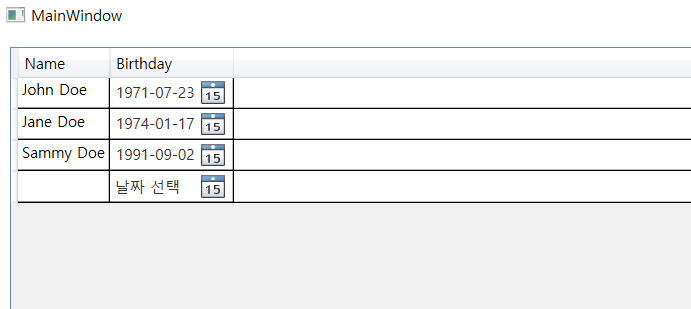 MainWindow
Name Birthday
John Doe 1971-07-23 15
Jane Doe 1974-01-17 15
Sammy Doe 1991-09-02 15
날짜 선택 15